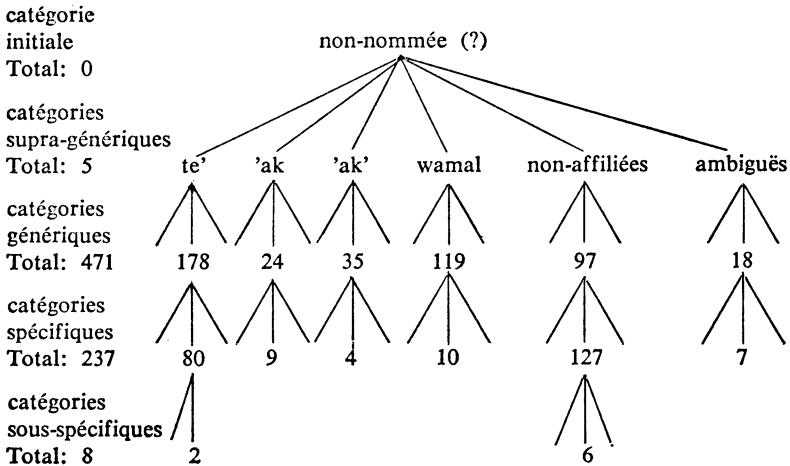 catégorie
initiale non-nommée (?)
Total: 0
catégories
supra-génériques
Total: 5 te' 'ak 'ak' wamal non-affiliées ambiguës
catégories
génériques
Total: 471 178 24 35 119 97 18
catégories
spécifiques
Total: 237 80 9 4 10 127 7
catégories
sous-spécifiques
Total: 8 2 6